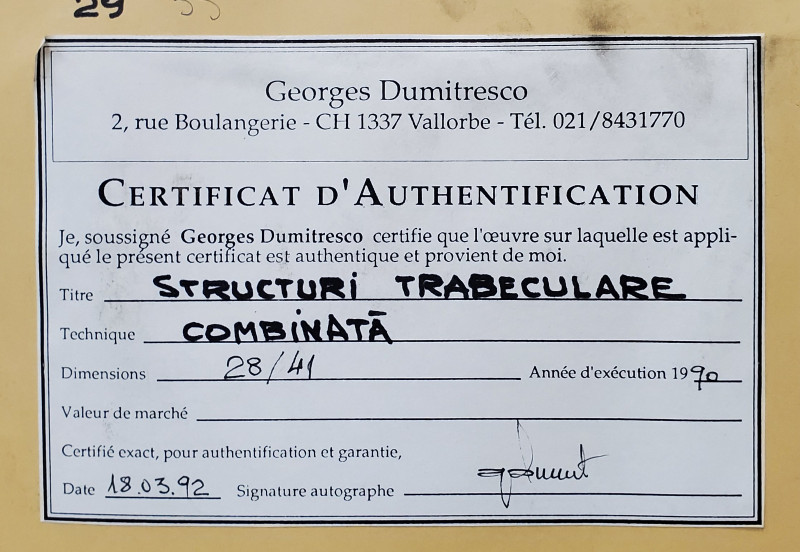 29
Georges Dumitresco
2, rue Boulangerie - CH 1337 Vallorbe - Tél. 021/8431770
CERTIFICAT D'AUTHENTIFICATION
Je, soussigné Georges Dumitresco certifie que l'œuvre sur laquelle est appli-
qué le présent certificat est authentique et provient de moi.
Titre STRUCTURI TRABECULARE
Technique COMBINATĂ
Dimensions 28/41 Année d'exécution 1990
Valeur de marché
Certifié exact, pour authentification et garantie,
Date 18.03.92 Signature autographe